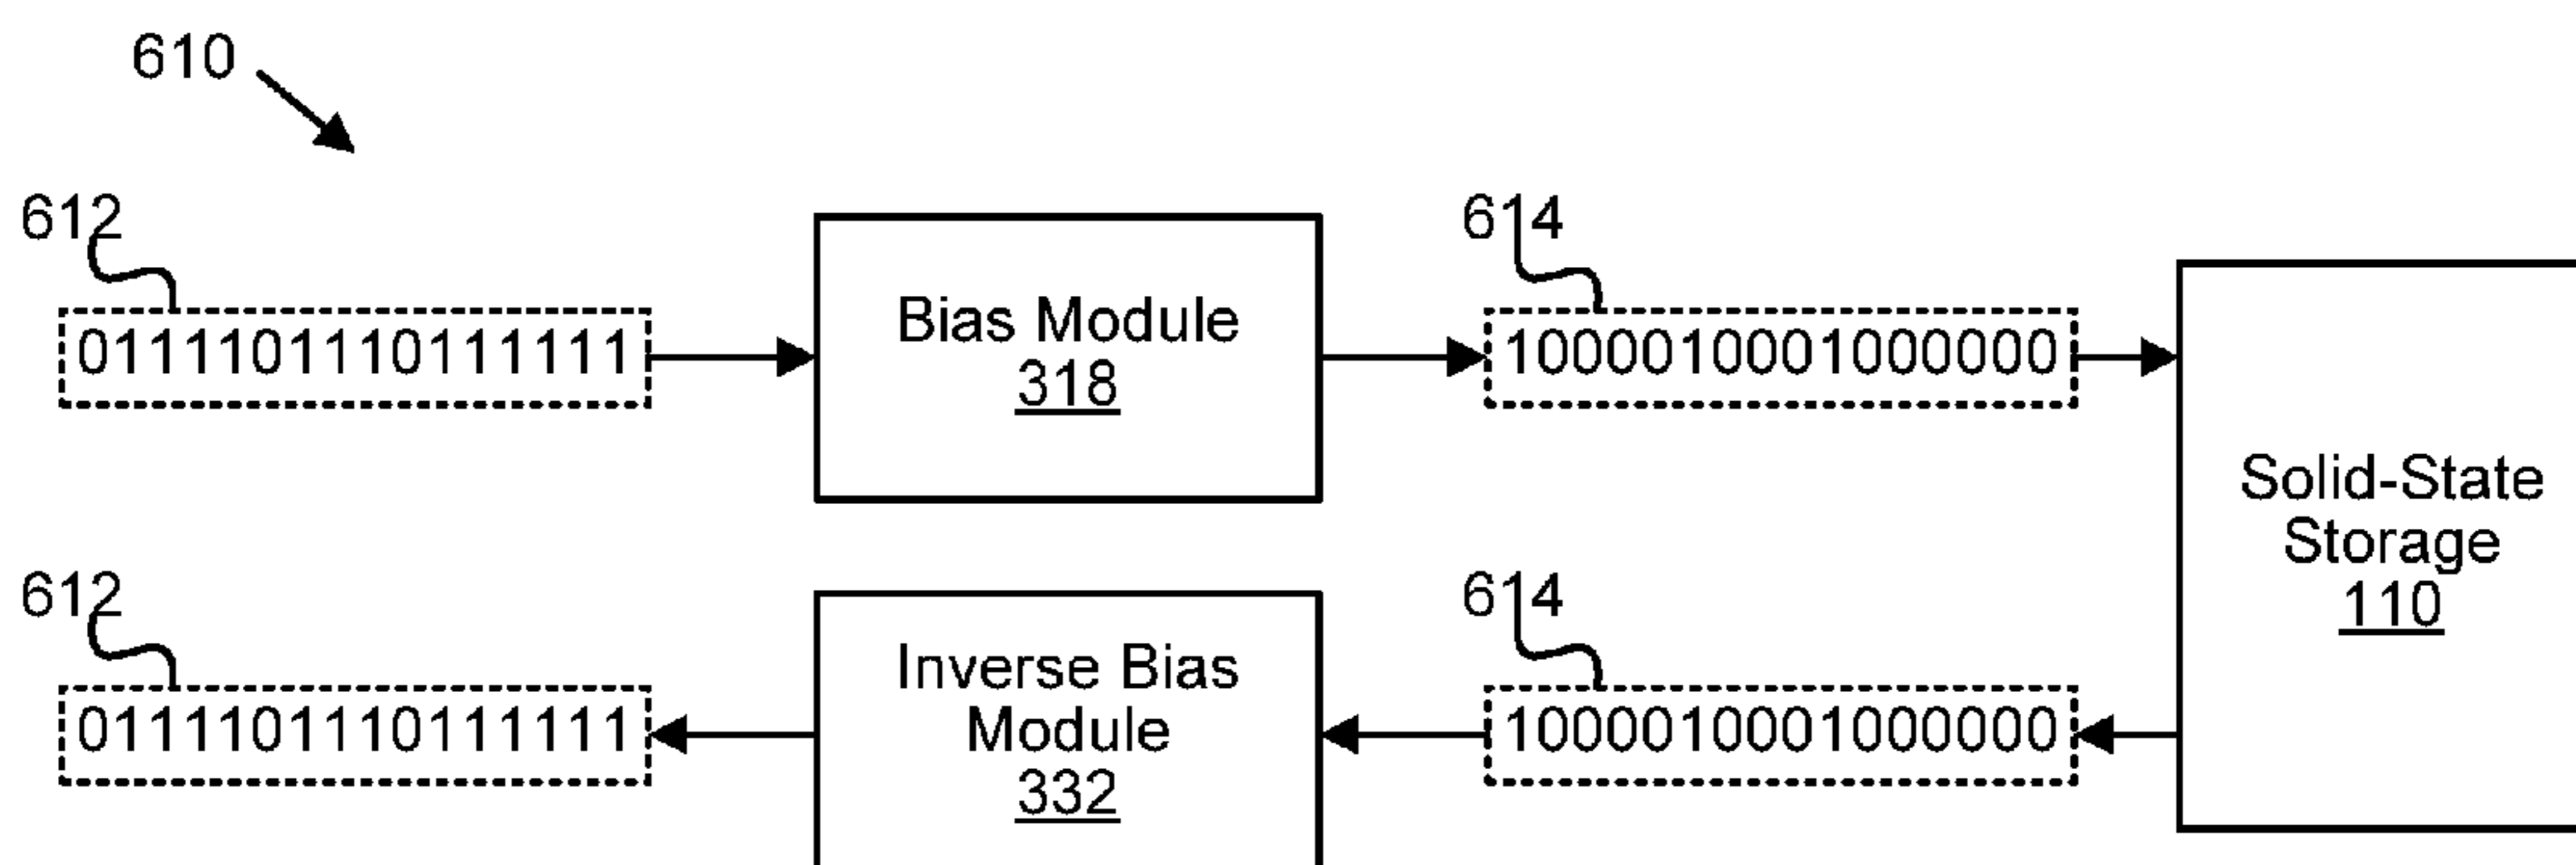 610
612
0111101110111111
Bias Module
318
614
1000010001000000
Solid-State
Storage
110
612
0111101110111111
Inverse Bias
Module
332
614
1000010001000000